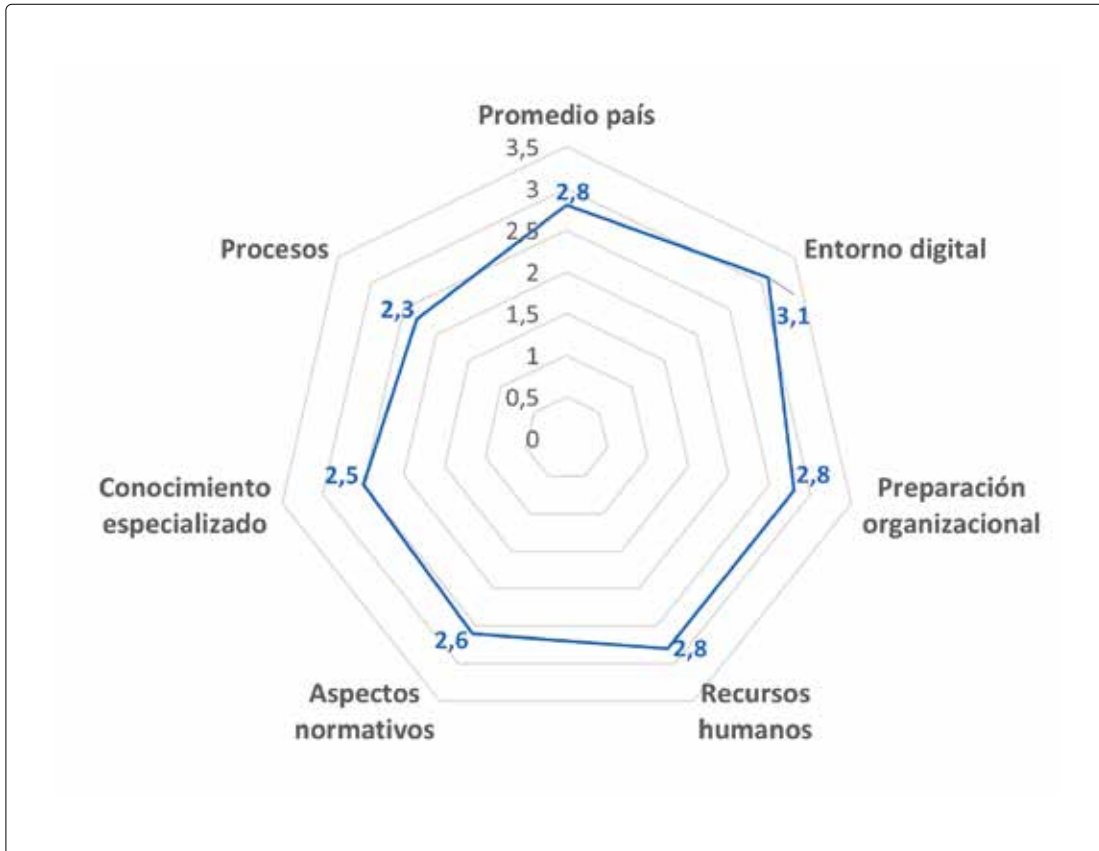 Promedio país
3,5
3
2,8
2,5
2
1,5
1
0,5
0
Entorno digital
3,1
Preparación
organizacional
2,8
Recursos
humanos
2,8
Aspectos
normativos
2,6
Conocimiento
especializado
2,5
Procesos
2,3